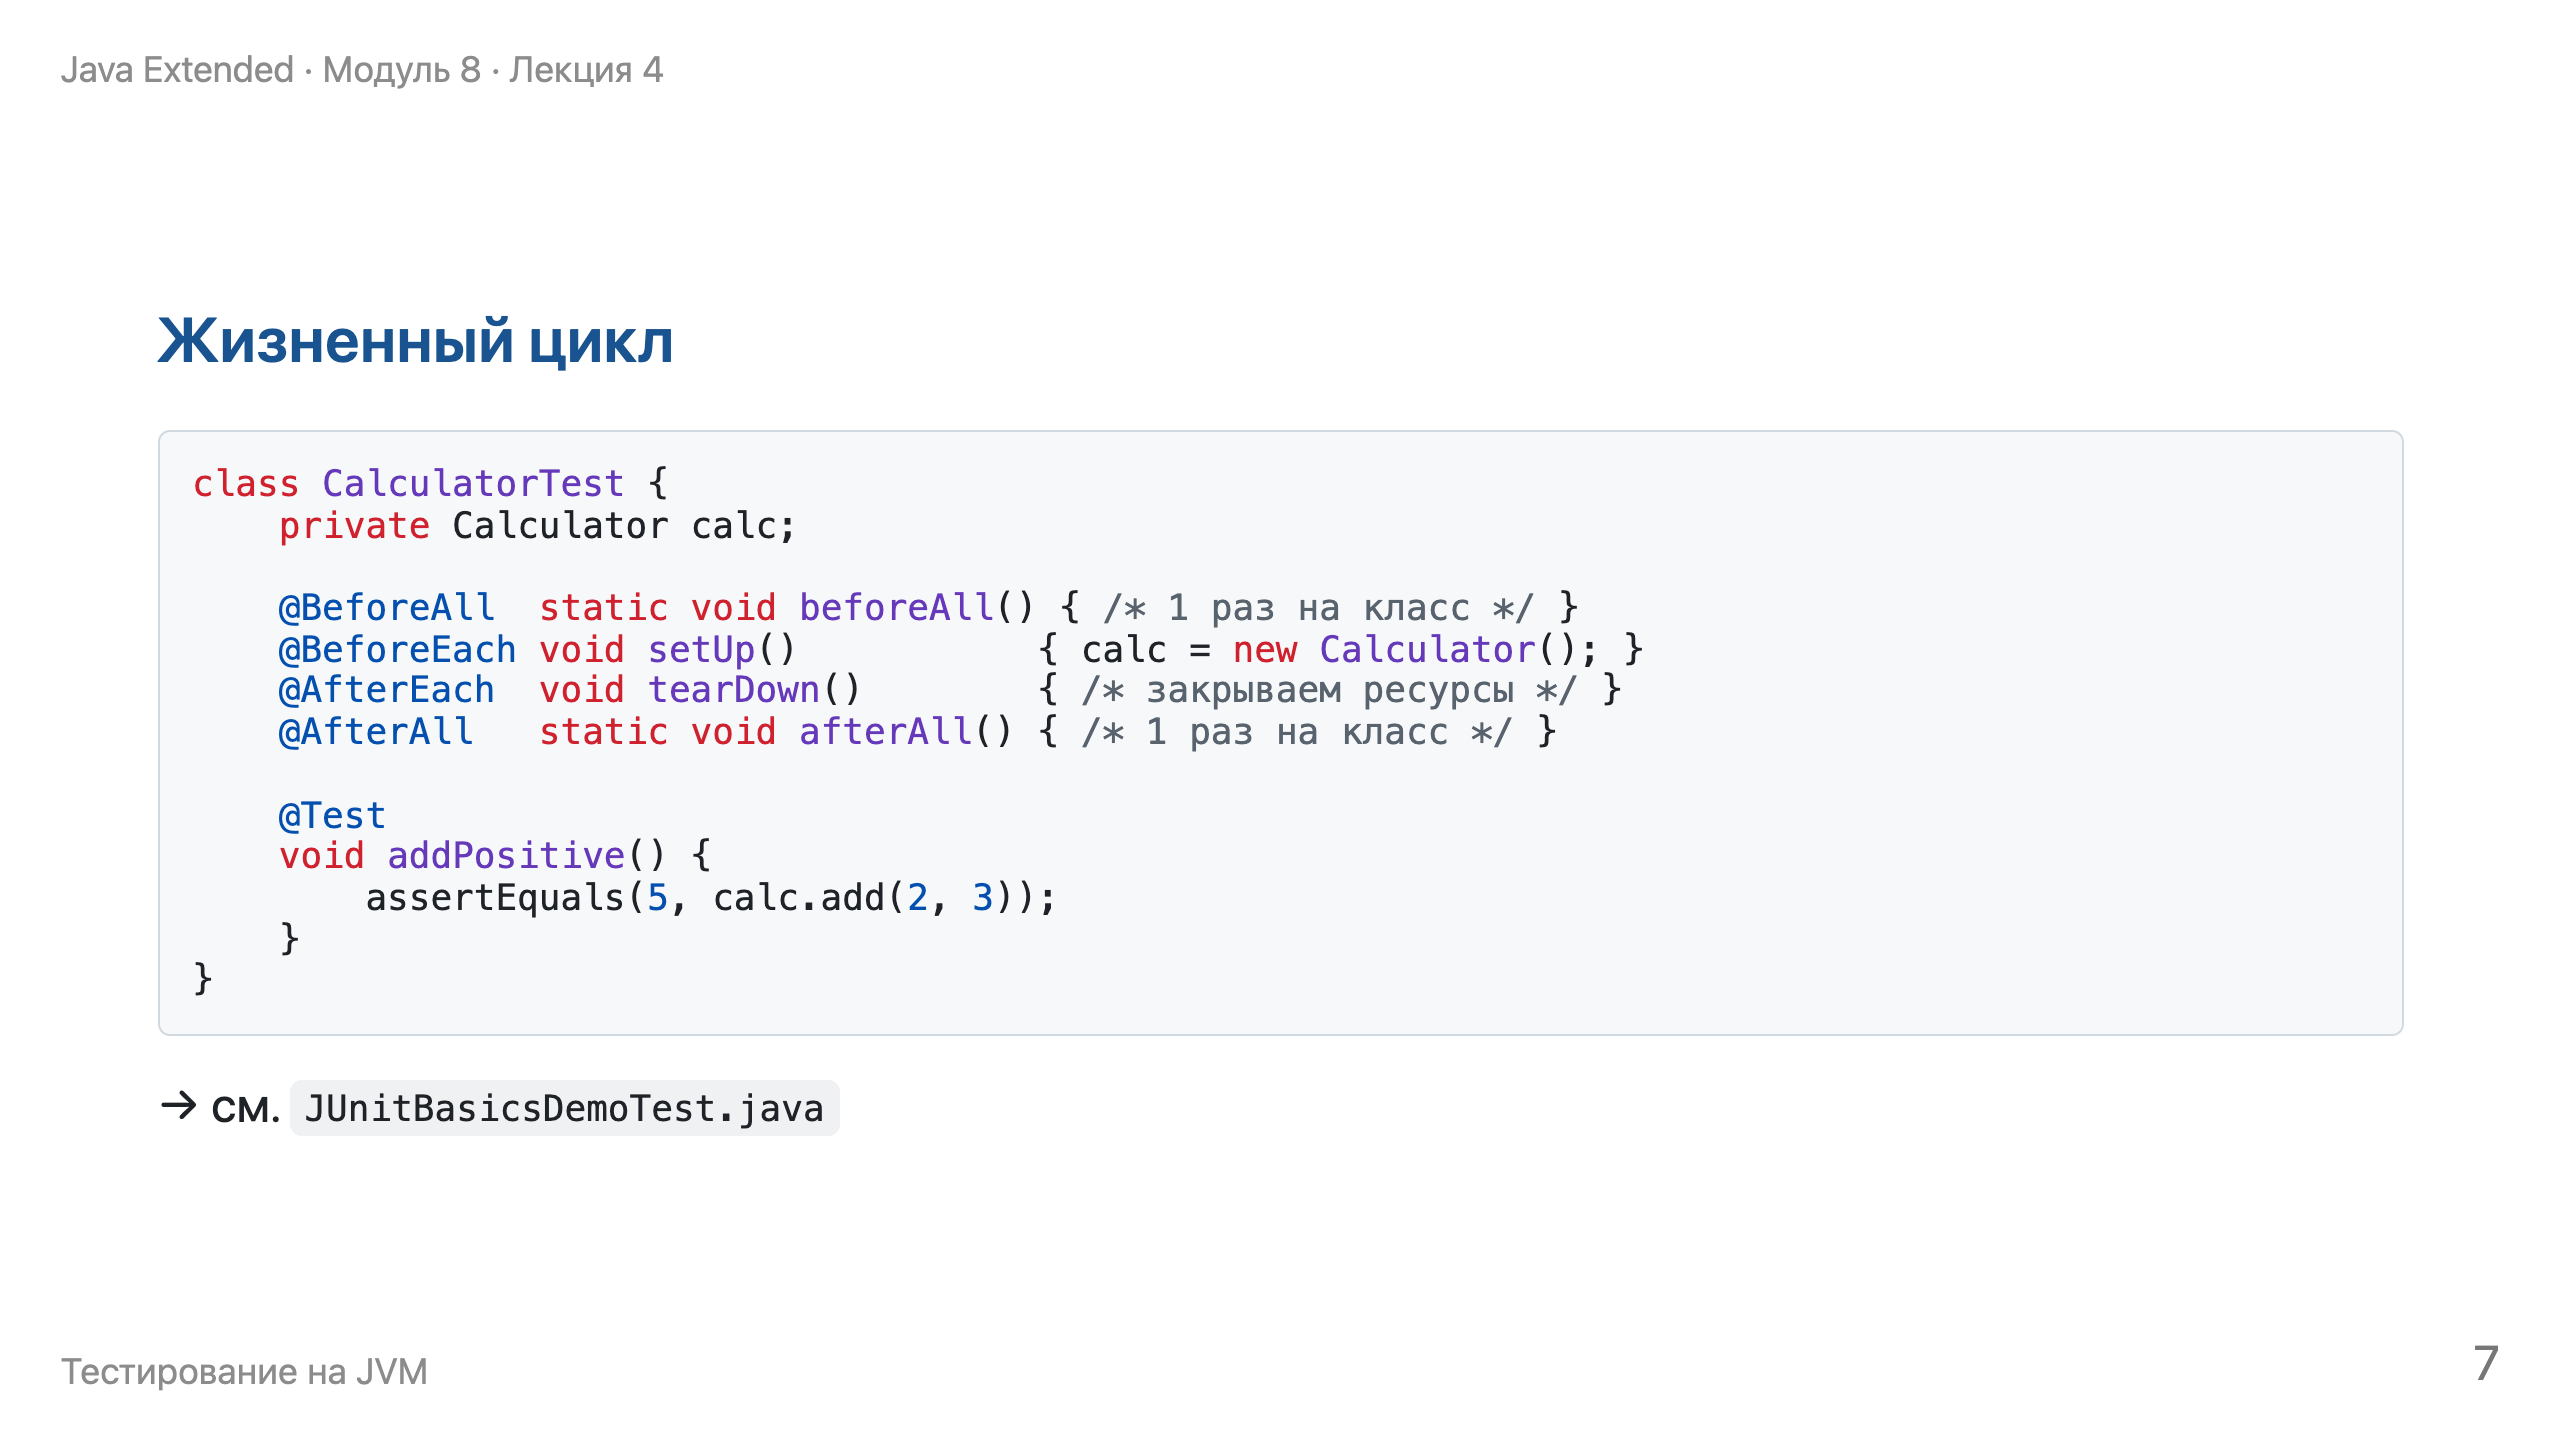 Java Extended · Модуль 8 · Лекция 4
Жизненный цикл
class CalculatorTest {
    private Calculator calc;

    @BeforeAll  static void beforeAll() { /* 1 раз на класс */ }
    @BeforeEach void setUp()           { calc = new Calculator(); }
    @AfterEach  void tearDown()        { /* закрываем ресурсы */ }
    @AfterAll   static void afterAll() { /* 1 раз на класс */ }

    @Test
    void addPositive() {
        assertEquals(5, calc.add(2, 3));
    }
}
→ см. JUnitBasicsDemoTest.java
Тестирование на JVM
7